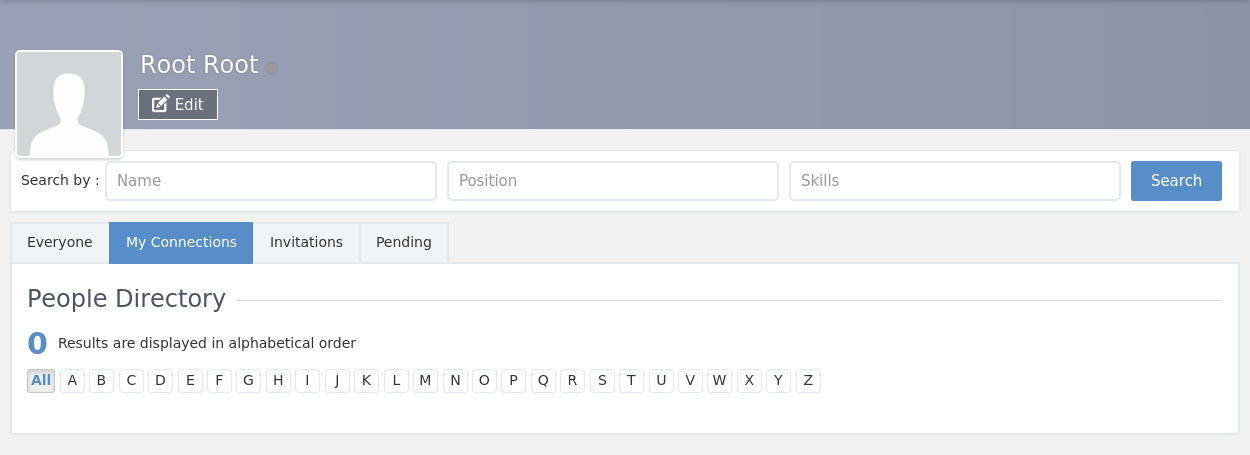 Root Root
Edit
Search by : Name Position Skills Search
Everyone My Connections Invitations Pending
People Directory
0 Results are displayed in alphabetical order
All A B C D E F G H I J K L M N O P Q R S T U V W X Y Z